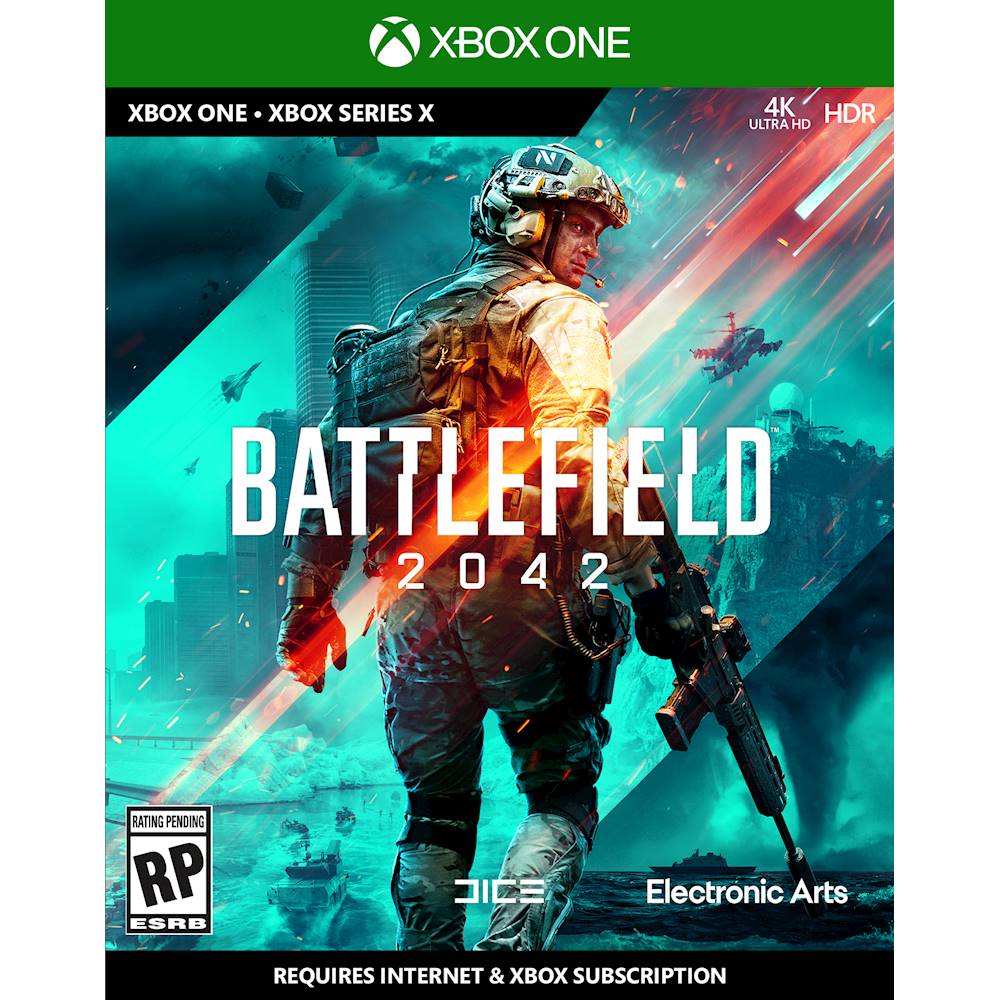 XBOX ONE
XBOX ONE • XBOX SERIES X
4K
ULTRA HD
HDR
N
BATTLEFIELD™
2042
RATING PENDING
RP
ESRB
DICE
Electronic Arts
REQUIRES INTERNET & XBOX SUBSCRIPTION